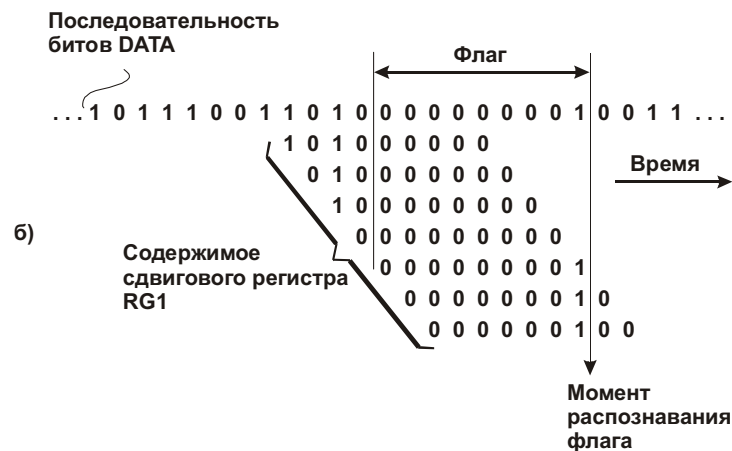 Последовательность
битов DATA
Флаг
...1 0 1 1 1 0 0 1 1 0 1 0 0 0 0 0 0 0 0 0 1 0 0 1 1 ...
1 0 1 0 0 0 0 0 0
0 1 0 0 0 0 0 0 0
Время
1 0 0 0 0 0 0 0 0
б)
0 0 0 0 0 0 0 0 0
Содержимое
сдвигового регистра
RG1
0 0 0 0 0 0 0 0 1
0 0 0 0 0 0 0 1 0
0 0 0 0 0 0 1 0 0
Момент
распознавания
флага